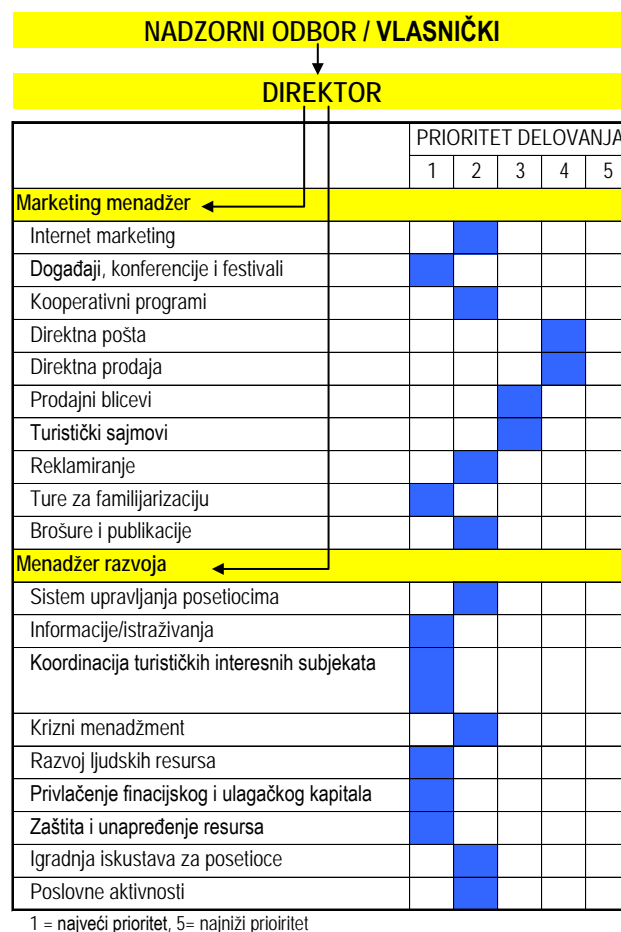 NADZORNI ODBOR / VLASNIČKI
DIREKTOR
PRIORITET DELOVANJA
1 2 3 4 5
Marketing menadžer
Internet marketing
Događaji, konferencije i festivali
Kooperativni programi
Direktna pošta
Direktna prodaja
Prodajni blicevi
Turistički sajmovi
Reklamiranje
Ture za familijarizaciju
Brošure i publikacije
Menadžer razvoja
Sistem upravljanja posetiocima
Informacije/istraživanja
Koordinacija turističkih interesnih subjekata
Krizni menadžment
Razvoj ljudskih resursa
Privlačenje finacijskog i ulagačkog kapitala
Zaštita i unapređenje resursa
Igradnja iskustava za posetioce
Poslovne aktivnosti
1 = najveći prioritet, 5= najniži prioiritet